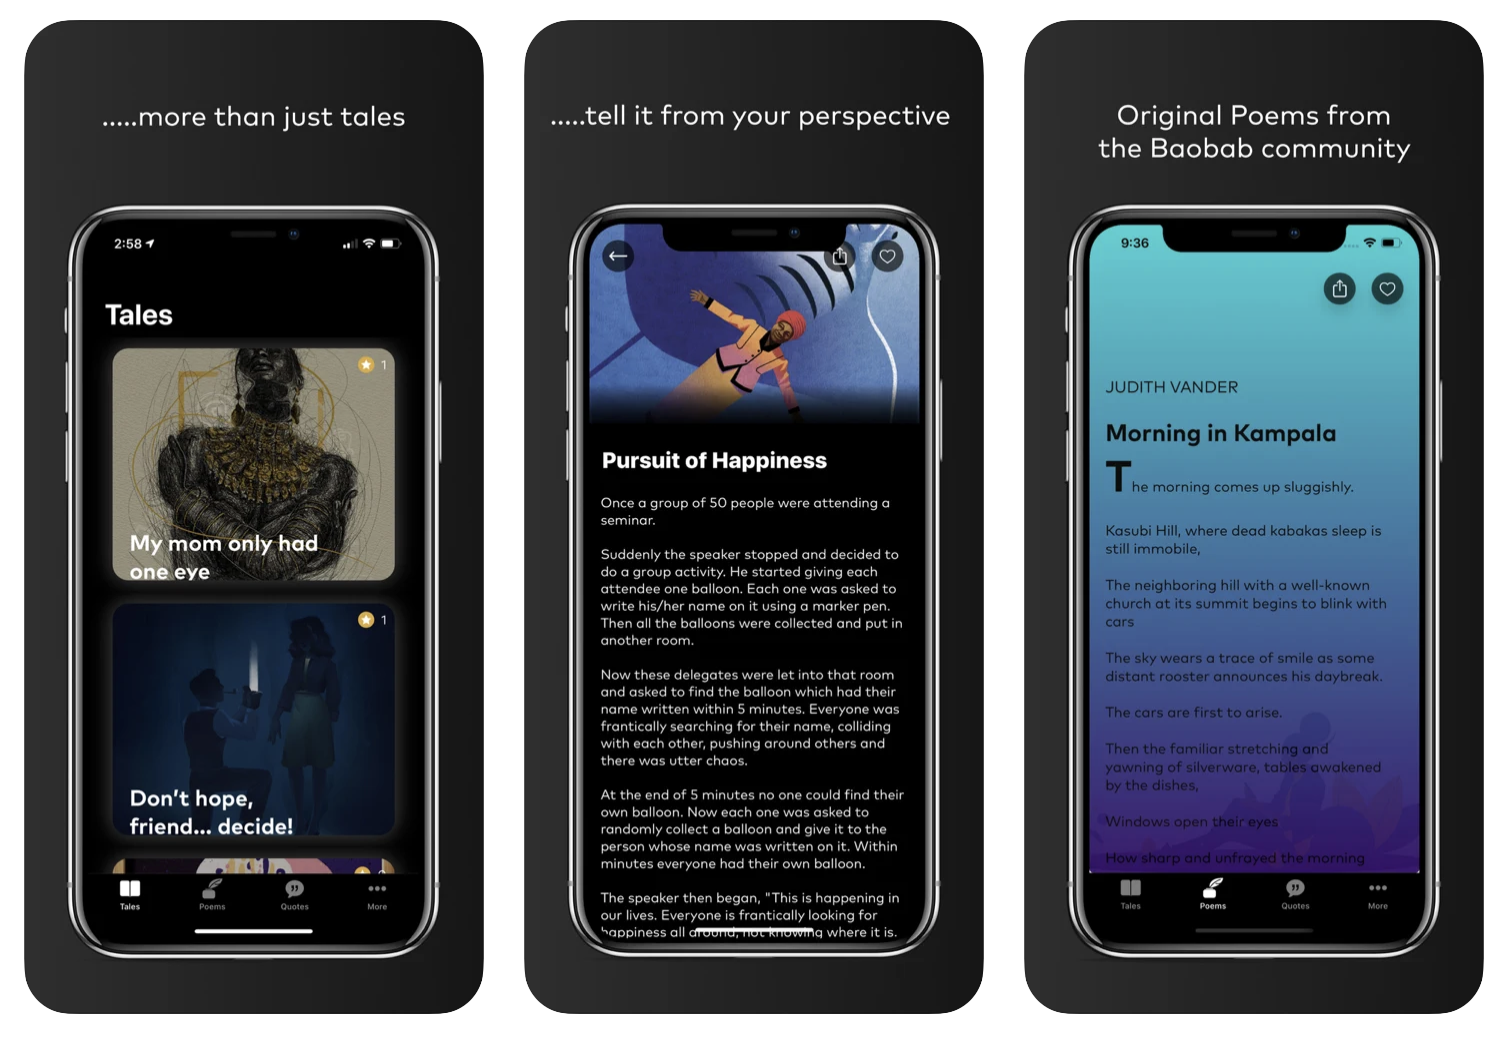 .....more than just tales
2:58
Tales
1
My mom only had
one eye
1
Don't hope,
friend... decide!
Tales
Poems
Quotes
More
.....tell it from your perspective
Pursuit of Happiness
Once a group of 50 people were attending a
seminar.
Suddenly the speaker stopped and decided to
do a group activity. He started giving each
attendee one balloon. Each one was asked to
write his/her name on it using a marker pen.
Then all the balloons were collected and put in
another room.
Now these delegates were let into that room
and asked to find the balloon which had their
name written within 5 minutes. Everyone was
frantically searching for their name, colliding
with each other, pushing around others and
there was utter chaos.
At the end of 5 minutes no one could find their
own balloon. Now each one was asked to
randomly collect a balloon and give it to the
person whose name was written on it. Within
minutes everyone had their own balloon.
The speaker then began, "This is happening in
our lives. Everyone is frantically looking for
happiness all around, not knowing where it is.
Original Poems from
the Baobab community
9:36
JUDITH VANDER
Morning in Kampala
The morning comes up sluggishly.
Kasubi Hill, where dead kabakas sleep is
still immobile,
The neighboring hill with a well-known
church at its summit begins to blink with
cars
The sky wears a trace of smile as some
distant rooster announces his daybreak.
The cars are first to arise.
Then the familiar stretching and
yawning of silverware, tables awakened
by the dishes,
Windows open their eyes
How sharp and unfrayed the morning
Tales
Poems
Quotes
More